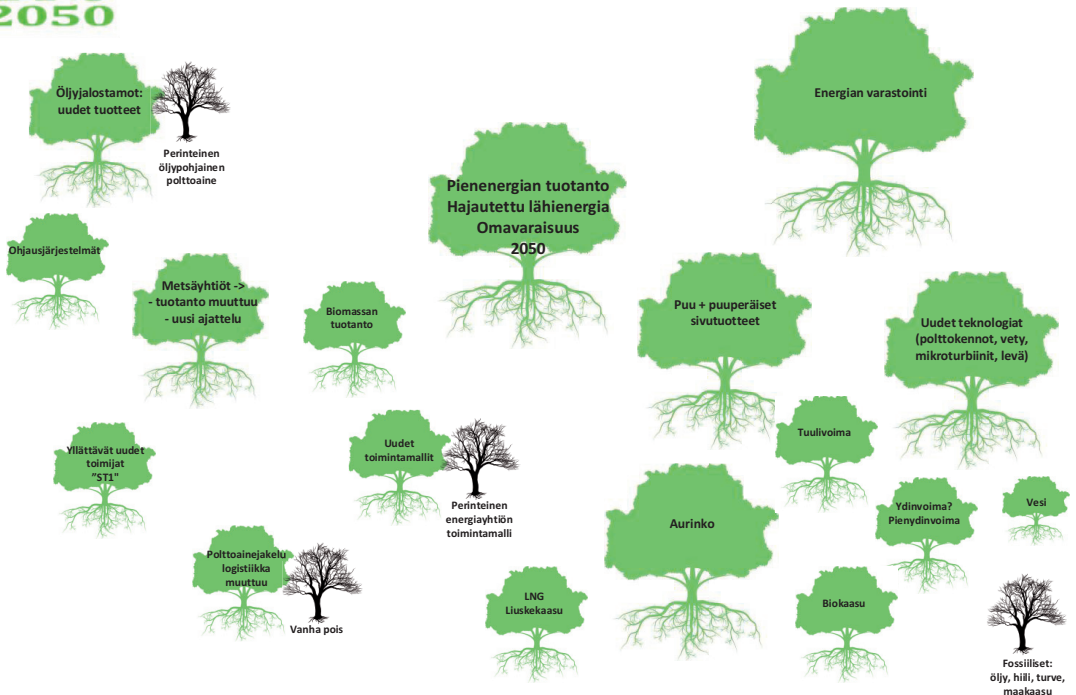 2050
Öljyjalostamot:
uudet tuotteet
Perinteinen
öljypohjainen
polttoaine
Energian varastointi
Pienenergian tuotanto
Hajautettu lähienergia
Omavaraisuus
2050
Ohjausjärjestelmät
Metsäyhtiöt ->
- tuotanto muuttuu
- uusi ajattelu
Biomassan
tuotanto
Puu + puuperäiset
sivutuotteet
Uudet teknologiat
(polttokennot, vety,
mikroturbiinit, levä)
Yllättävät uudet
toimijat
"ST1"
Uudet
toimintamallit
Perinteinen
energiayhtiön
toimintamalli
Tuulivoima
Aurinko
Ydinvoima?
Pienydinvoima
Vesi
Polttoainejakelu
logistiikka
muuttuu
Vanha pois
LNG
Liuskekaasu
Biokaasu
Fossiiliset:
öljy, hiili, turve,
maakaasu